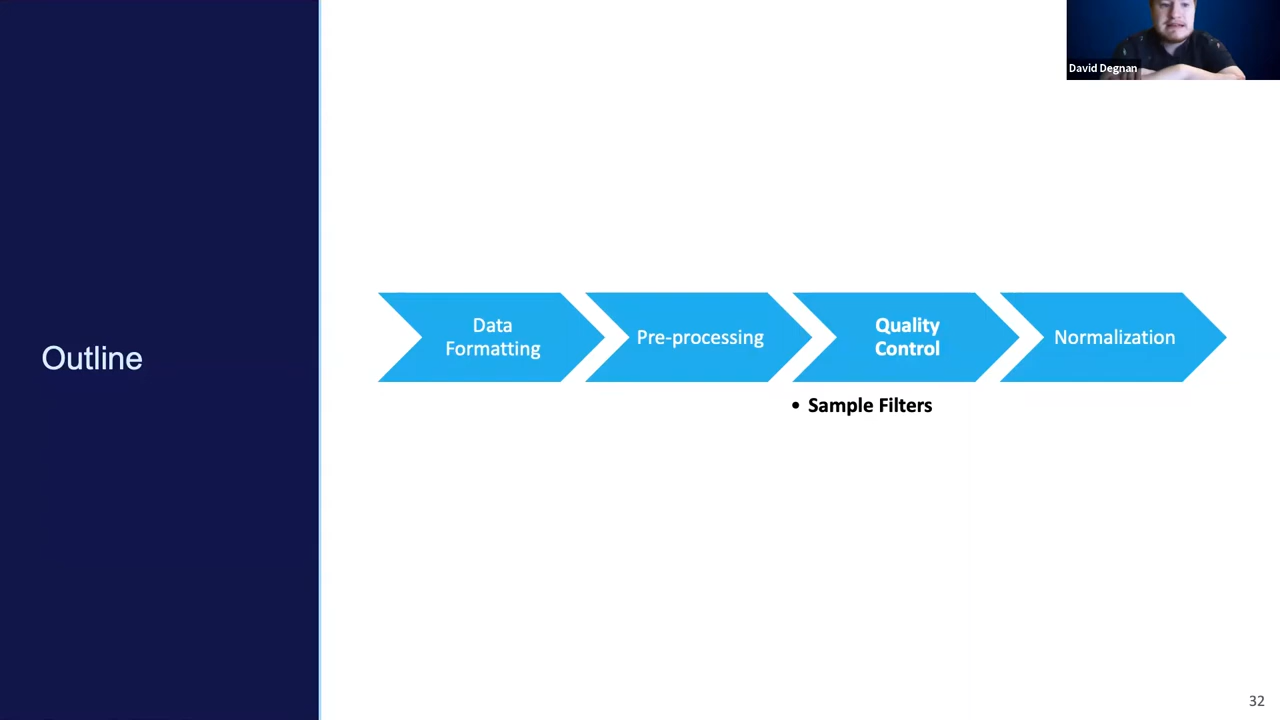 David Degnan
Outline
Data
Formatting
Pre-processing
Quality
Control
Normalization
• Sample Filters
32